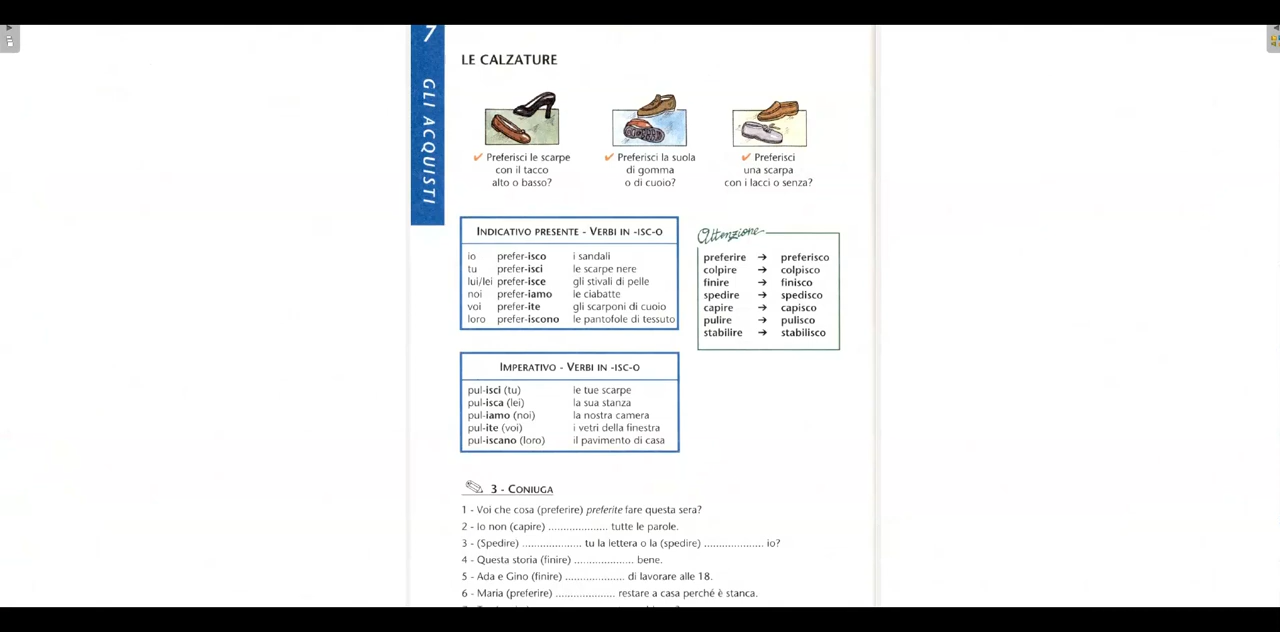 7
GLI ACQUISTI
LE CALZATURE
✔ Preferisci le scarpe
con il tacco
alto o basso?
✔ Preferisci la suola
di gomma
o di cuoio?
✔ Preferisci
una scarpa
con i lacci o senza?
INDICATIVO PRESENTE - VERBI IN -ISC-O
io prefer-isco i sandali
tu prefer-isci le scarpe nere
lui/lei prefer-isce gli stivali di pelle
noi prefer-iamo le ciabatte
voi prefer-ite gli scarponi di cuoio
loro prefer-iscono le pantofole di tessuto
Attenzione
preferire → preferisco
colpire → colpisco
finire → finisco
spedire → spedisco
capire → capisco
pulire → pulisco
stabilire → stabilisco
IMPERATIVO - VERBI IN -ISC-O
pul-isci (tu) le tue scarpe
pul-isca (lei) la sua stanza
pul-iamo (noi) la nostra camera
pul-ite (voi) i vetri della finestra
pul-iscano (loro) il pavimento di casa
3 - CONIUGA
1 - Voi che cosa (preferire) preferite fare questa sera?
2 - Io non (capire) .................... tutte le parole.
3 - (Spedire) .................... tu la lettera o la (spedire) .................... io?
4 - Questa storia (finire) .................... bene.
5 - Ada e Gino (finire) .................... di lavorare alle 18.
6 - Maria (preferire) .................... restare a casa perché è stanca.